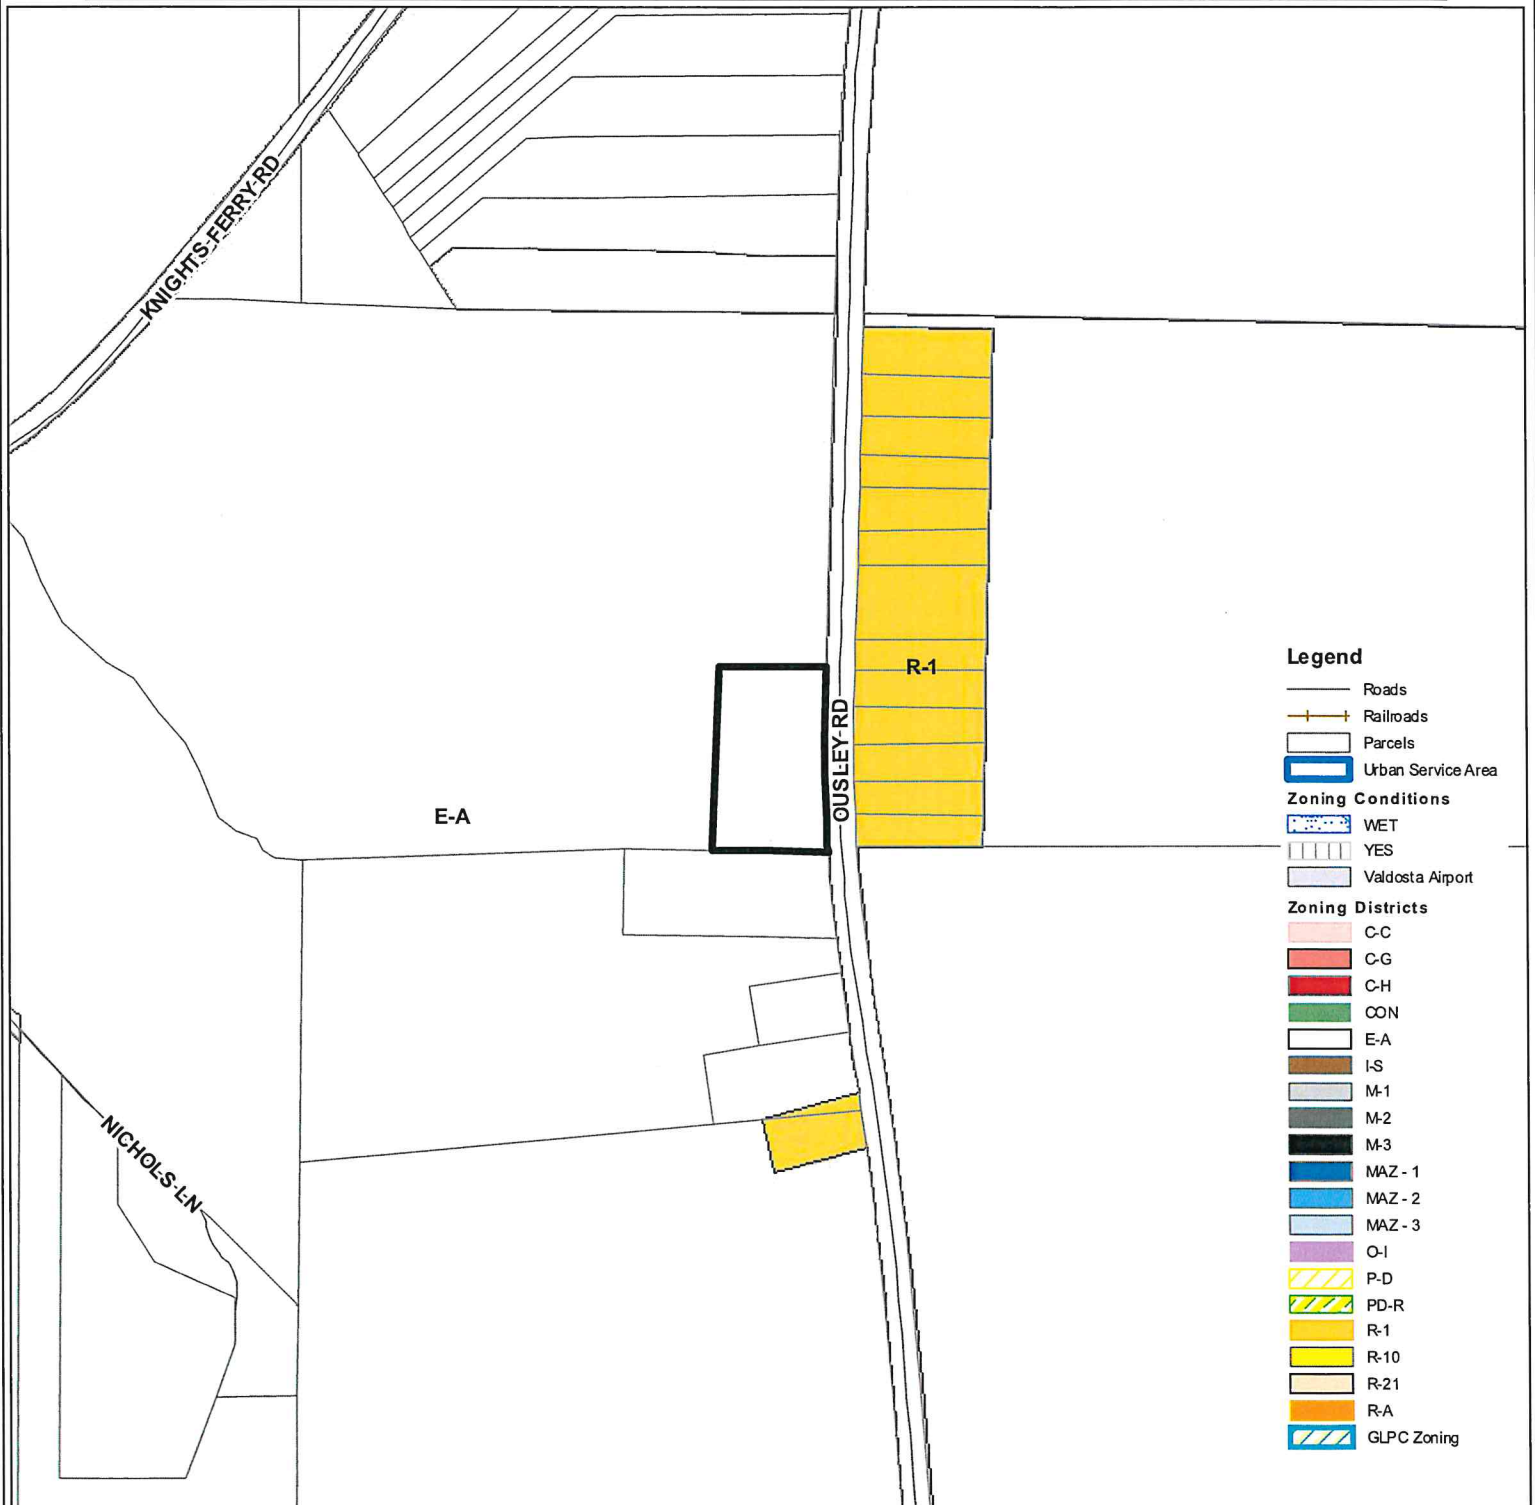 KNIGHTS-FERRY-RD
R-1
OUSLEY-RD
E-A
NICHOLS-LN
Legend
Roads
Railroads
Parcels
Urban Service Area
Zoning Conditions
WET
YES
Valdosta Airport
Zoning Districts
C-C
C-G
C-H
CON
E-A
I-S
M-1
M-2
M-3
MAZ - 1
MAZ - 2
MAZ - 3
O-I
P-D
PD-R
R-1
R-10
R-21
R-A
GLPC Zoning